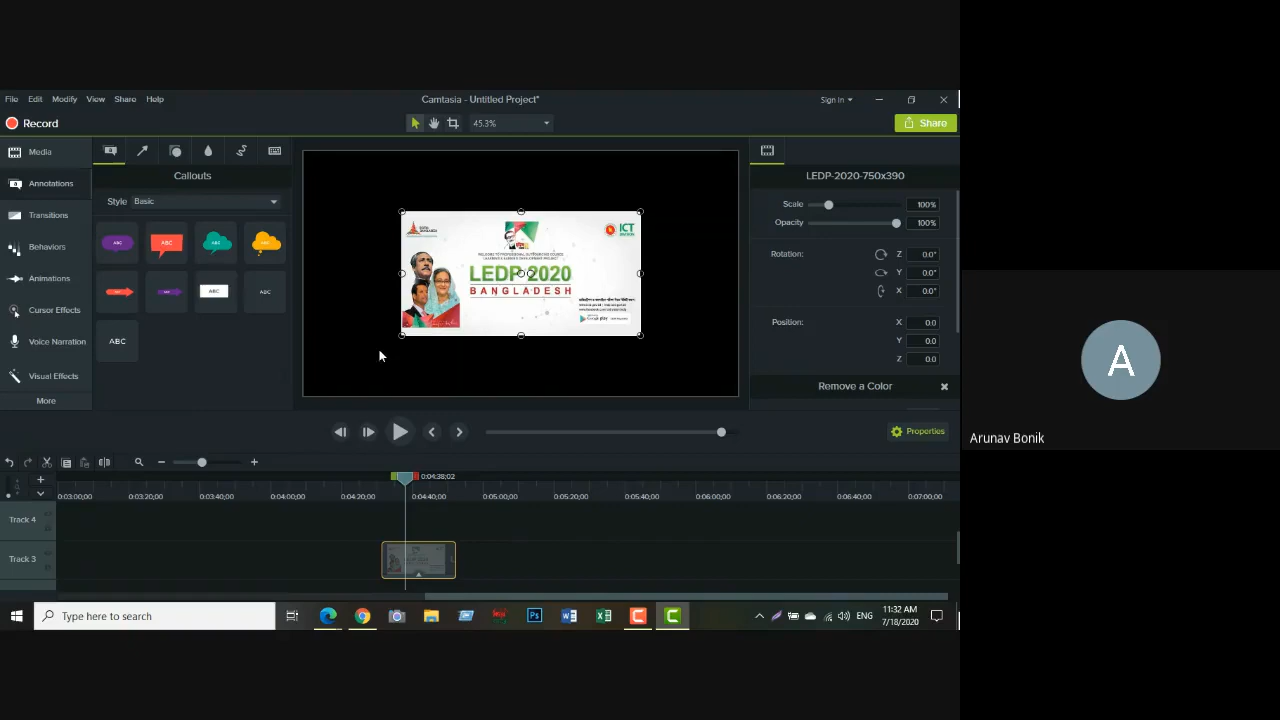 File Edit Modify View Share Help
Camtasia - Untitled Project*
Sign In
Record
45.3%
Share
Media
Annotations
Transitions
Behaviors
Animations
Cursor Effects
Voice Narration
Visual Effects
More
Callouts
Style Basic
ABC ABC ABC ABC
ABC ABC
ABC
ICT
LEDP 2020
BANGLADESH
Google play
LEDP-2020-750x390
Scale 100%
Opacity 100%
Rotation: Z 0.0°
Y 0.0°
X 0.0°
Position: X 0.0
Y 0.0
Z 0.0
Remove a Color
Properties
0:04:38;02
0:03:00;00 0:03:20;00 0:03:40;00 0:04:00;00 0:04:20;00 0:04:40;00 0:05:00;00 0:05:20;00 0:05:40;00 0:06:00;00 0:06:20;00 0:06:40;00 0:07:00;00
Track 4
Track 3
Type here to search
ENG
11:32 AM
7/18/2020
A
Arunav Bonik